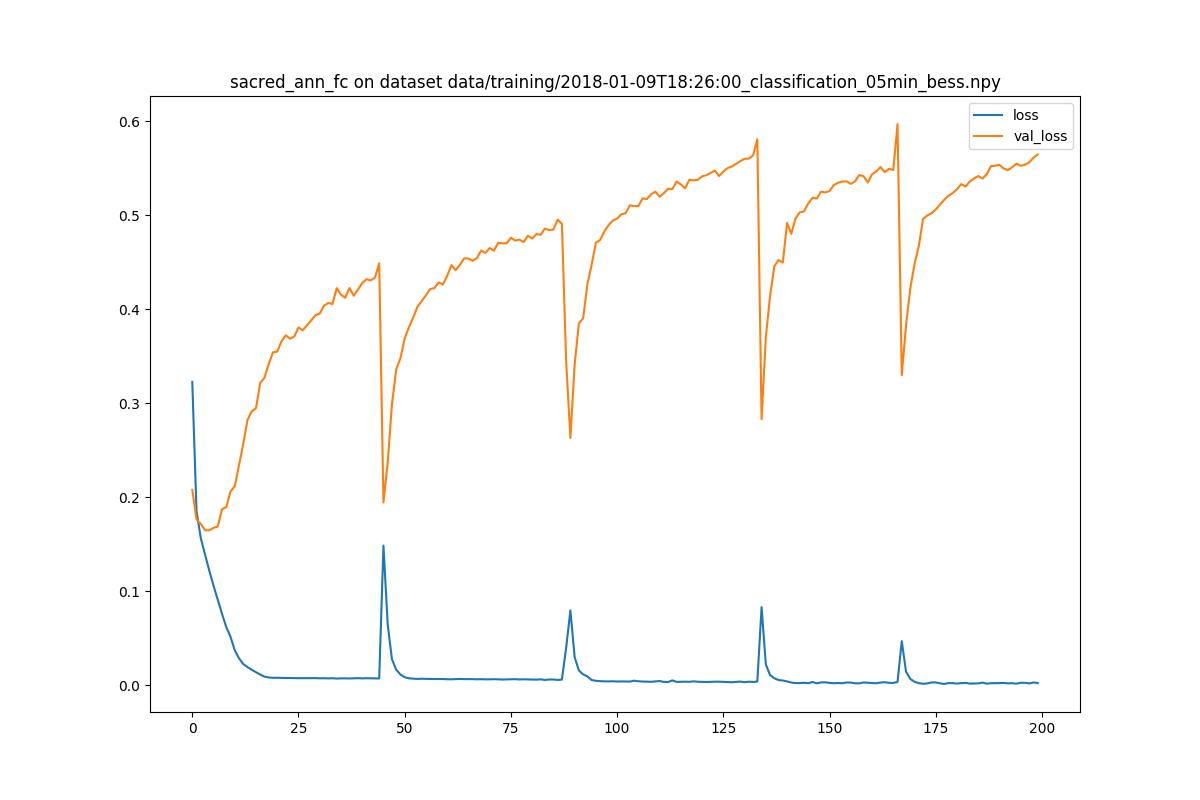 sacred_ann_fc on dataset data/training/2018-01-09T18:26:00_classification_05min_bess.npy
loss
val_loss
0.6
0.5
0.4
0.3
0.2
0.1
0.0
0 25 50 75 100 125 150 175 200